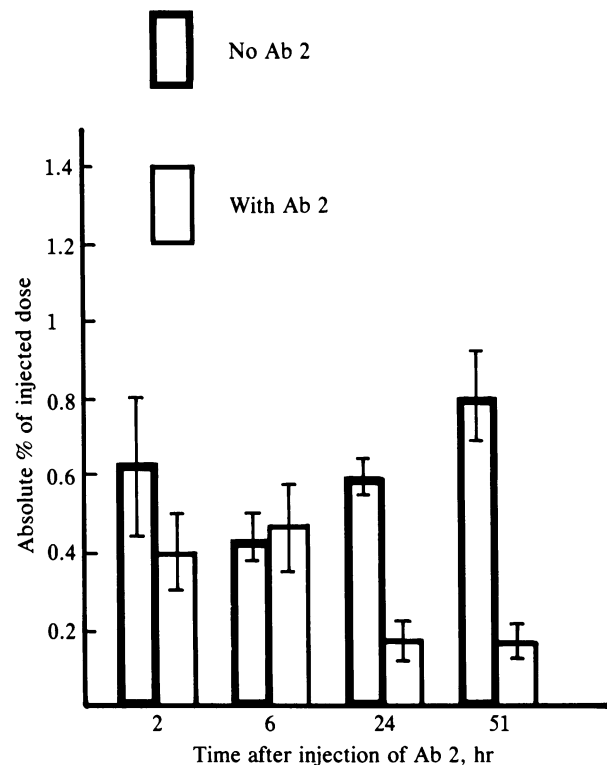 No Ab 2
With Ab 2
1.4
1.2
1
0.8
0.6
0.4
0.2
Absolute % of injected dose
2 6 24 51
Time after injection of Ab 2, hr